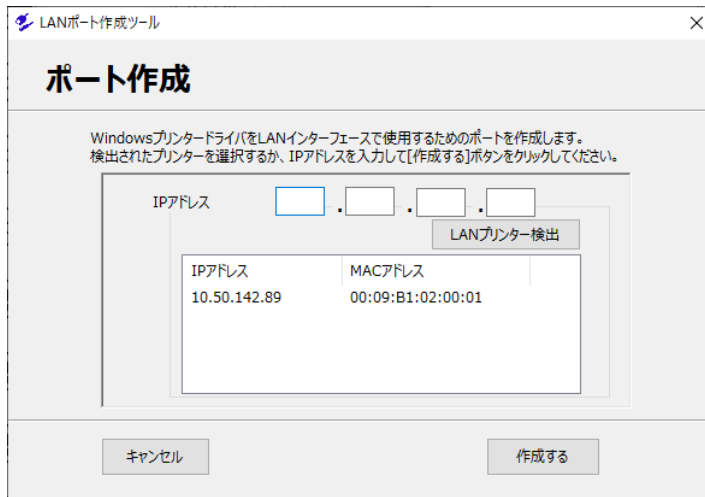 LANポート作成ツール
ポート作成
WindowsプリンタードライバをLANインターフェースで使用するためのポートを作成します。
検出されたプリンターを選択するか、IPアドレスを入力して[作成する]ボタンをクリックしてください。
IPアドレス . . .
LANプリンター検出
IPアドレス MACアドレス
10.50.142.89 00:09:B1:02:00:01
キャンセル 作成する